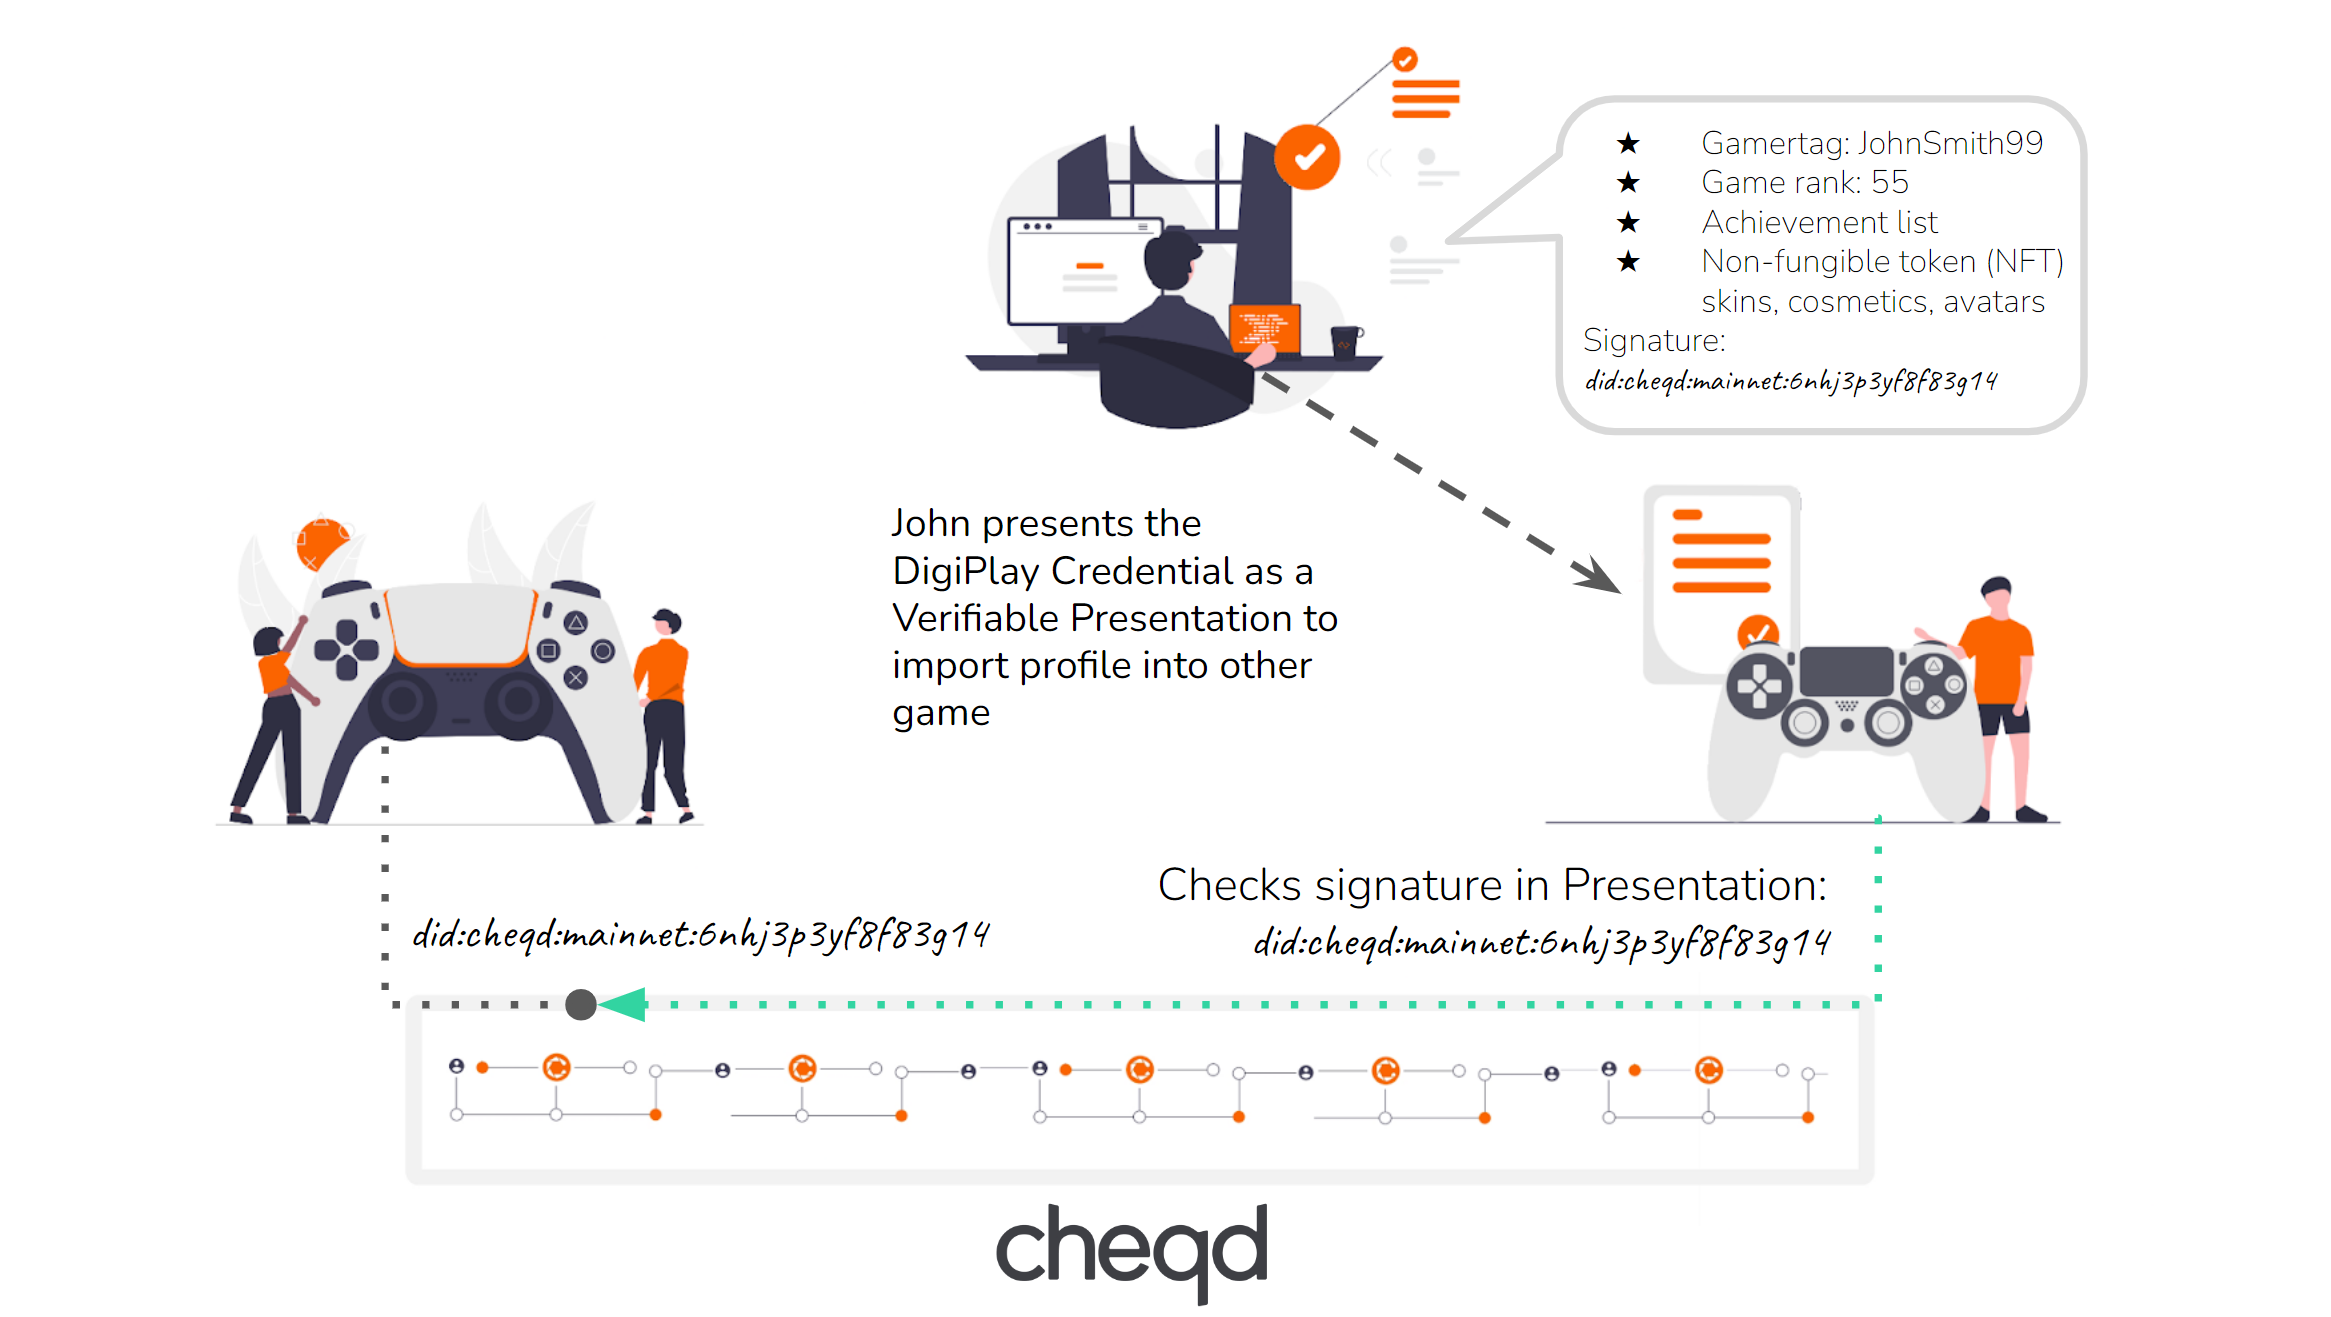 ★ Gamertag: JohnSmith99
★ Game rank: 55
★ Achievement list
★ Non-fungible token (NFT)
skins, cosmetics, avatars
Signature:
did:cheqd:mainnet:6nhj3p3yf8f83g14
John presents the
DigiPlay Credential as a
Verifiable Presentation to
import profile into other
game
Checks signature in Presentation:
did:cheqd:mainnet:6nhj3p3yf8f83g14
did:cheqd:mainnet:6nhj3p3yf8f83g14
cheqd